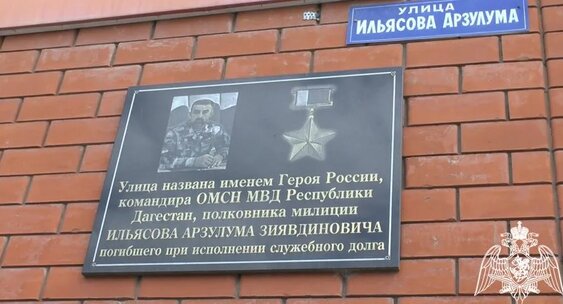 УЛИЦА
ИЛЬЯСОВА АРЗУЛУМА
Улица названа именем Героя России,
командира ОМСН МВД Республики
Дагестан, полковника милиции
ИЛЬЯСОВА АРЗУЛУМА ЗИЯВДИНОВИЧА
погибшего при исполнении служебного долга